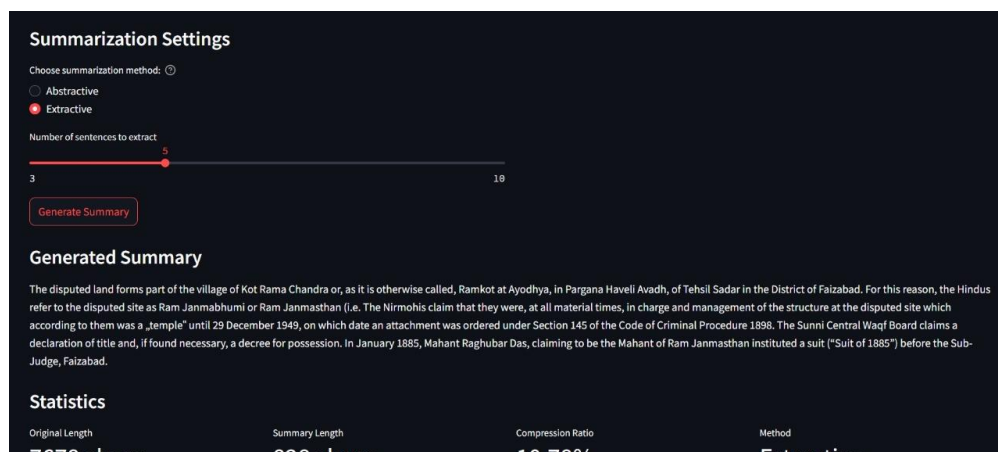 Summarization Settings
Choose summarization method:
Abstractive
Extractive
Number of sentences to extract
5
3 10
Generate Summary
Generated Summary
The disputed land forms part of the village of Kot Rama Chandra or, as it is otherwise called, Ramkot at Ayodhya, in Pargana Haveli Avadh, of Tehsil Sadar in the District of Faizabad. For this reason, the Hindus
refer to the disputed site as Ram Janmabhumi or Ram Janmasthan (i.e. The Nirmohis claim that they were, at all material times, in charge and management of the structure at the disputed site which
according to them was a „temple‟ until 29 December 1949, on which date an attachment was ordered under Section 145 of the Code of Criminal Procedure 1898. The Sunni Central Waqf Board claims a
declaration of title and, if found necessary, a decree for possession. In January 1885, Mahant Raghubar Das, claiming to be the Mahant of Ram Janmasthan instituted a suit (“Suit of 1885”) before the Sub-
Judge, Faizabad.
Statistics
Original Length Summary Length Compression Ratio Method